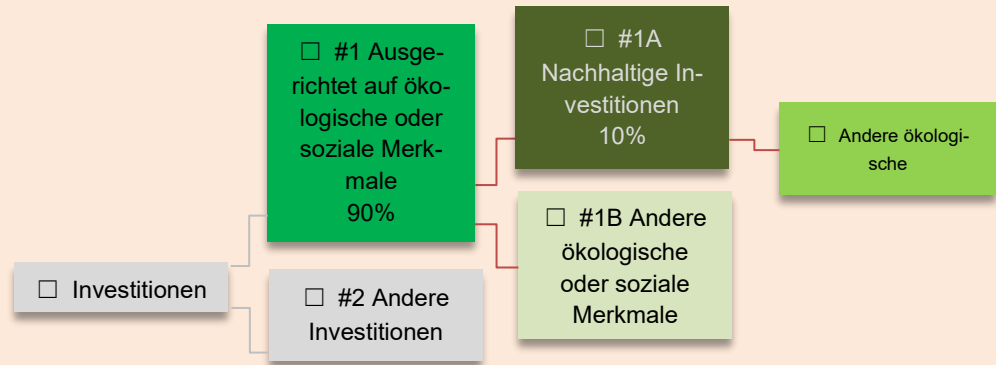 ☐ Investitionen
☐ #1 Ausge-
richtet auf öko-
logische oder
soziale Merk-
male
90%
☐ #2 Andere
Investitionen
☐ #1A
Nachhaltige In-
vestitionen
10%
☐ #1B Andere
ökologische
oder soziale
Merkmale
☐ Andere ökologi-
sche